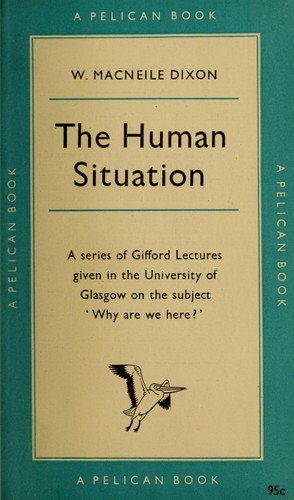 A PELICAN BOOK
W. MACNEILE DIXON
The Human
Situation
A series of Gifford Lectures
given in the University of
Glasgow on the subject
‘ Why are we here? ’
A PELICAN BOOK
A PELICAN BOOK
95c
A PELICAN BOOK